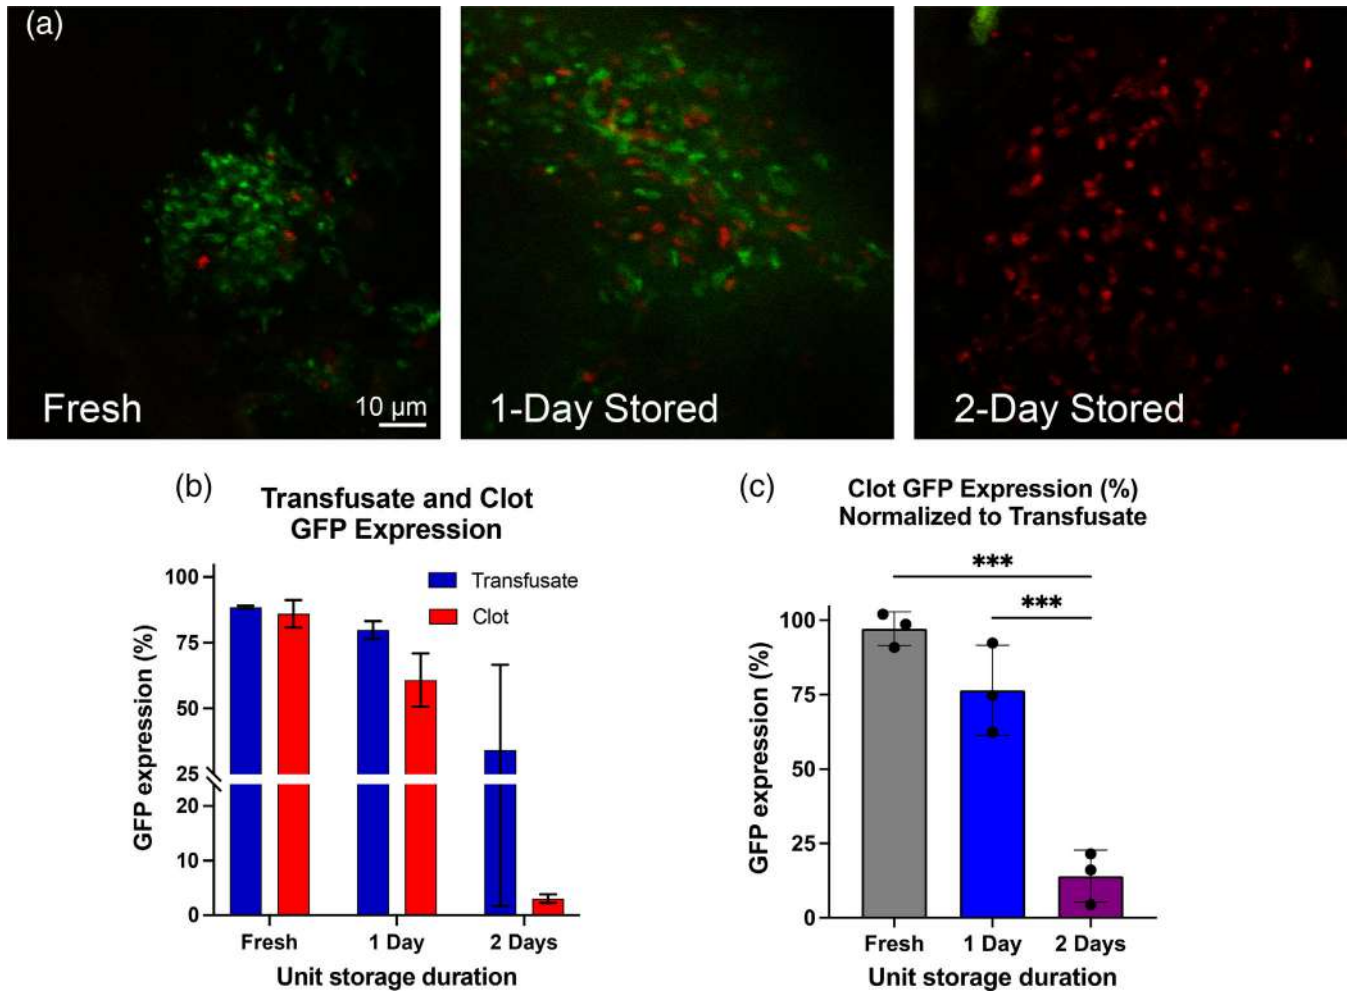 (a)
Fresh
10 μm
1-Day Stored
2-Day Stored
(b)
Transfusate and Clot
GFP Expression
GFP expression (%)
100
75
50
25
20
10
0
Transfusate
Clot
Fresh
1 Day
2 Days
Unit storage duration
(c)
Clot GFP Expression (%)
Normalized to Transfusate
***
***
GFP expression (%)
100
75
50
25
0
Fresh
1 Day
2 Days
Unit storage duration